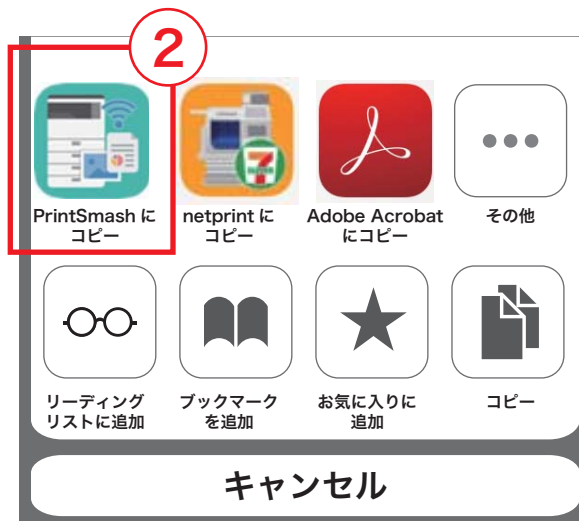 2
PrintSmash に
コピー
netprint に
コピー
Adobe Acrobat
にコピー
その他
リーディング
リストに追加
ブックマーク
を追加
お気に入りに
追加
コピー
キャンセル